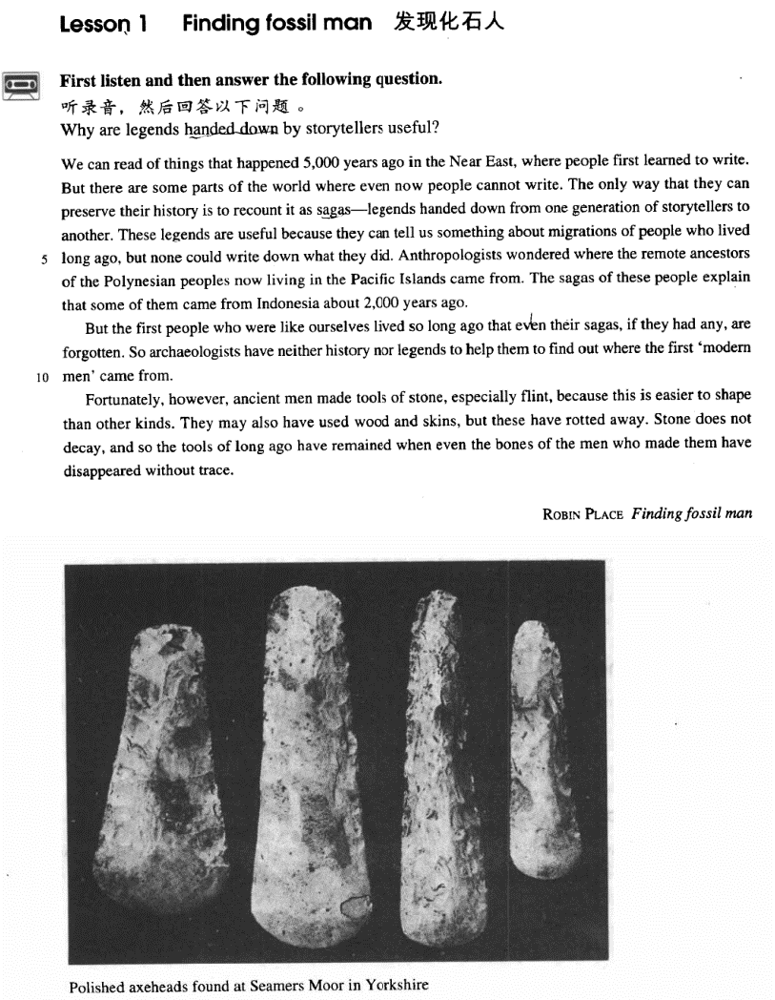 Lesson 1 Finding fossil man 发现化石人
First listen and then answer the following question.
听录音，然后回答以下问题。
Why are legends handed down by storytellers useful?
We can read of things that happened 5,000 years ago in the Near East, where people first learned to write.
But there are some parts of the world where even now people cannot write. The only way that they can
preserve their history is to recount it as sagas—legends handed down from one generation of storytellers to
another. These legends are useful because they can tell us something about migrations of people who lived
5 long ago, but none could write down what they did. Anthropologists wondered where the remote ancestors
of the Polynesian peoples now living in the Pacific Islands came from. The sagas of these people explain
that some of them came from Indonesia about 2,000 years ago.
But the first people who were like ourselves lived so long ago that even their sagas, if they had any, are
forgotten. So archaeologists have neither history nor legends to help them to find out where the first ‘modern
10 men’ came from.
Fortunately, however, ancient men made tools of stone, especially flint, because this is easier to shape
than other kinds. They may also have used wood and skins, but these have rotted away. Stone does not
decay, and so the tools of long ago have remained when even the bones of the men who made them have
disappeared without trace.
ROBIN PLACE Finding fossil man
Polished axeheads found at Seamers Moor in Yorkshire